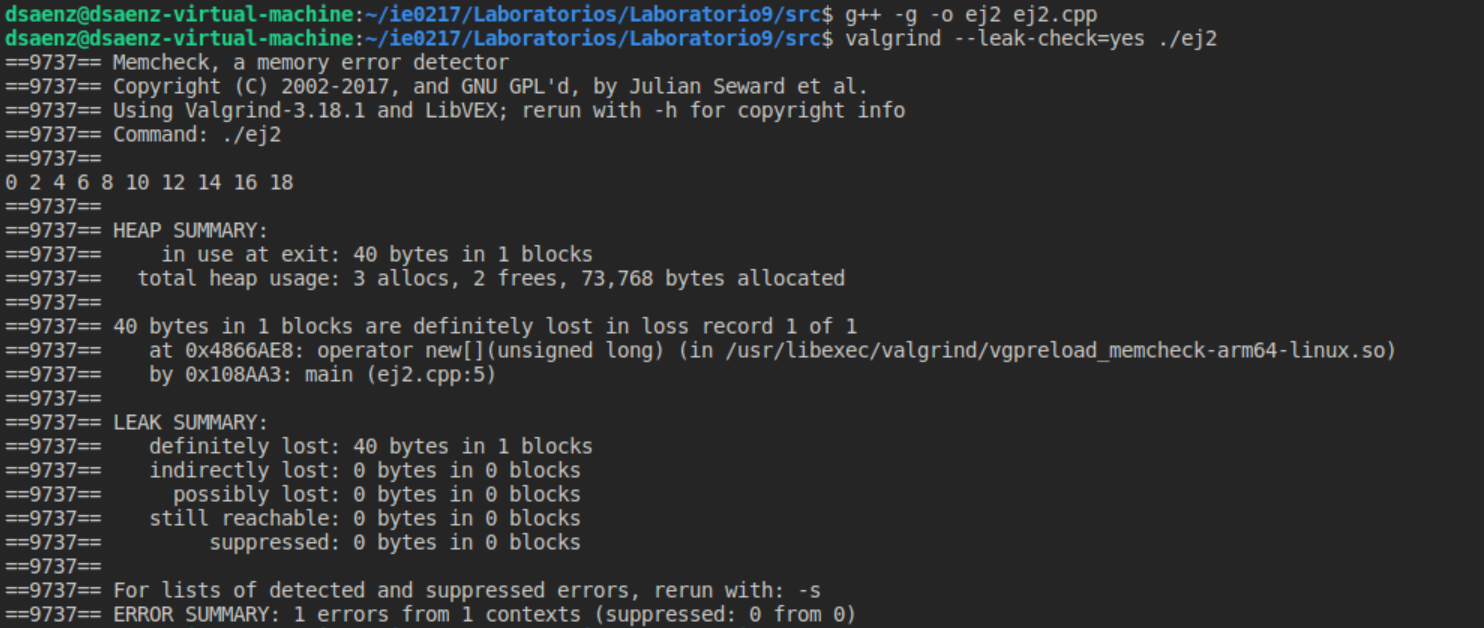 dsaenz@dsaenz-virtual-machine:~/ie0217/Laboratorios/Laboratorio9/src$ g++ -g -o ej2 ej2.cpp
dsaenz@dsaenz-virtual-machine:~/ie0217/Laboratorios/Laboratorio9/src$ valgrind --leak-check=yes ./ej2
==9737== Memcheck, a memory error detector
==9737== Copyright (C) 2002-2017, and GNU GPL'd, by Julian Seward et al.
==9737== Using Valgrind-3.18.1 and LibVEX; rerun with -h for copyright info
==9737== Command: ./ej2
==9737==
0 2 4 6 8 10 12 14 16 18
==9737==
==9737== HEAP SUMMARY:
==9737==     in use at exit: 40 bytes in 1 blocks
==9737==   total heap usage: 3 allocs, 2 frees, 73,768 bytes allocated
==9737==
==9737== 40 bytes in 1 blocks are definitely lost in loss record 1 of 1
==9737==    at 0x4866AE8: operator new[](unsigned long) (in /usr/libexec/valgrind/vgpreload_memcheck-arm64-linux.so)
==9737==    by 0x108AA3: main (ej2.cpp:5)
==9737==
==9737== LEAK SUMMARY:
==9737==    definitely lost: 40 bytes in 1 blocks
==9737==    indirectly lost: 0 bytes in 0 blocks
==9737==      possibly lost: 0 bytes in 0 blocks
==9737==    still reachable: 0 bytes in 0 blocks
==9737==         suppressed: 0 bytes in 0 blocks
==9737==
==9737== For lists of detected and suppressed errors, rerun with: -s
==9737== ERROR SUMMARY: 1 errors from 1 contexts (suppressed: 0 from 0)